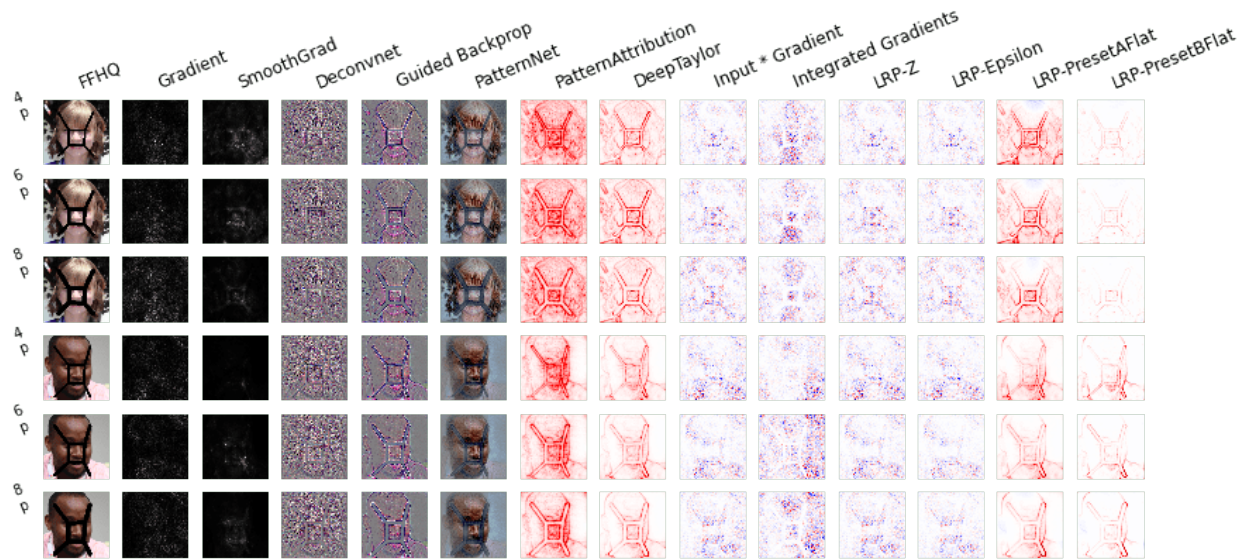 FFHQ
Gradient
SmoothGrad
Deconvnet
Guided Backprop
PatternNet
PatternAttribution
DeepTaylor
Input * Gradient
Integrated Gradients
LRP-Z
LRP-Epsilon
LRP-PresetAFlat
LRP-PresetBFlat
4
p
6
p
8
p
4
p
6
p
8
p